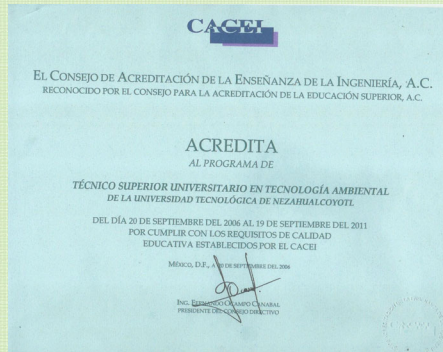 CACEI
EL CONSEJO DE ACREDITACIÓN DE LA ENSEÑANZA DE LA INGENIERÍA, A.C.
RECONOCIDO POR EL CONSEJO PARA LA ACREDITACIÓN DE LA EDUCACIÓN SUPERIOR, A.C.
ACREDITA
AL PROGRAMA DE
TÉCNICO SUPERIOR UNIVERSITARIO EN TECNOLOGÍA AMBIENTAL
DE LA UNIVERSIDAD TECNOLÓGICA DE NEZAHUALCOYOTL
DEL DÍA 20 DE SEPTIEMBRE DEL 2006 AL 19 DE SEPTIEMBRE DEL 2011
POR CUMPLIR CON LOS REQUISITOS DE CALIDAD
EDUCATIVA ESTABLECIDOS POR EL CACEI
MÉXICO, D.F., A 20 DE SEPTIEMBRE DEL 2006
ING. FERNANDO OCAMPO CANABAL
PRESIDENTE DEL CONSEJO DIRECTIVO